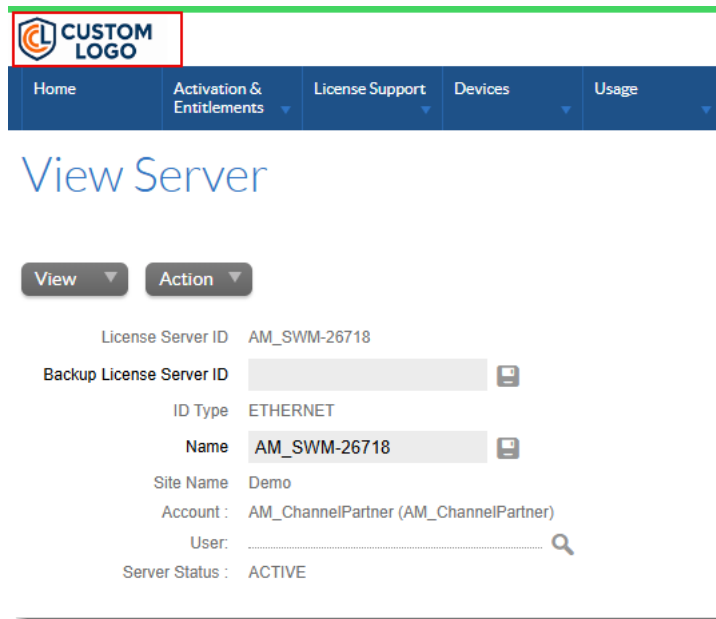 CUSTOM
LOGO
Home
Activation &
Entitlements
License Support
Devices
Usage
View Server
View
Action
License Server ID AM_SWM-26718
Backup License Server ID
ID Type ETHERNET
Name AM_SWM-26718
Site Name Demo
Account : AM_ChannelPartner (AM_ChannelPartner)
User:
Server Status : ACTIVE